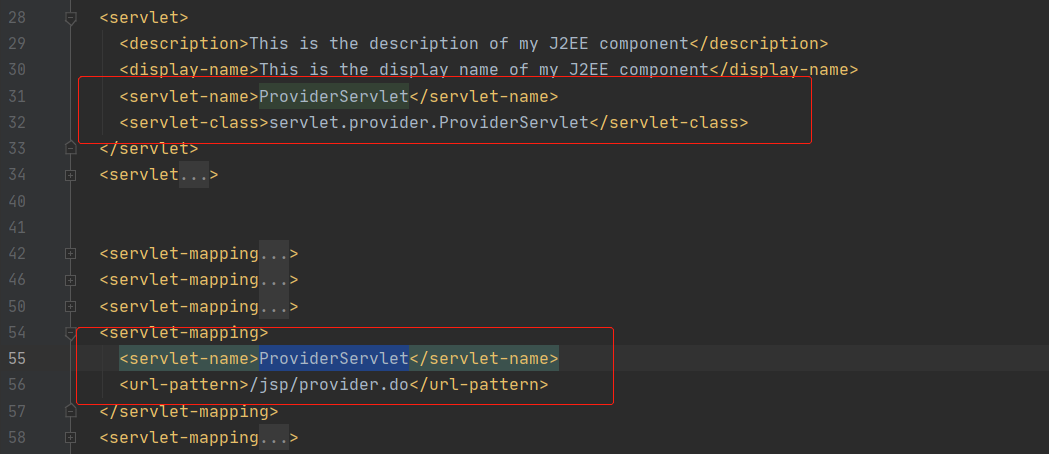 28 <servlet>
29 <description>This is the description of my J2EE component</description>
30 <display-name>This is the display name of my J2EE component</display-name>
31 <servlet-name>ProviderServlet</servlet-name>
32 <servlet-class>servlet.provider.ProviderServlet</servlet-class>
33 </servlet>
34 <servlet...>
40
41
42 <servlet-mapping...>
46 <servlet-mapping...>
50 <servlet-mapping...>
54 <servlet-mapping>
55 <servlet-name>ProviderServlet</servlet-name>
56 <url-pattern>/jsp/provider.do</url-pattern>
57 </servlet-mapping>
58 <servlet-mapping...>